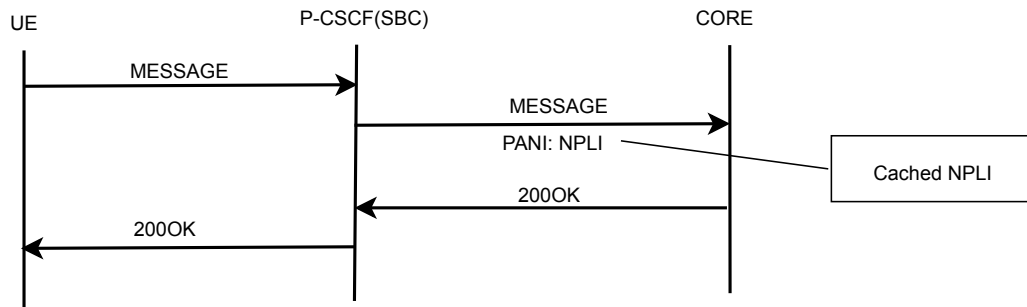 UE
P-CSCF(SBC)
CORE
MESSAGE
MESSAGE
PANI: NPLI
Cached NPLI
200OK
200OK